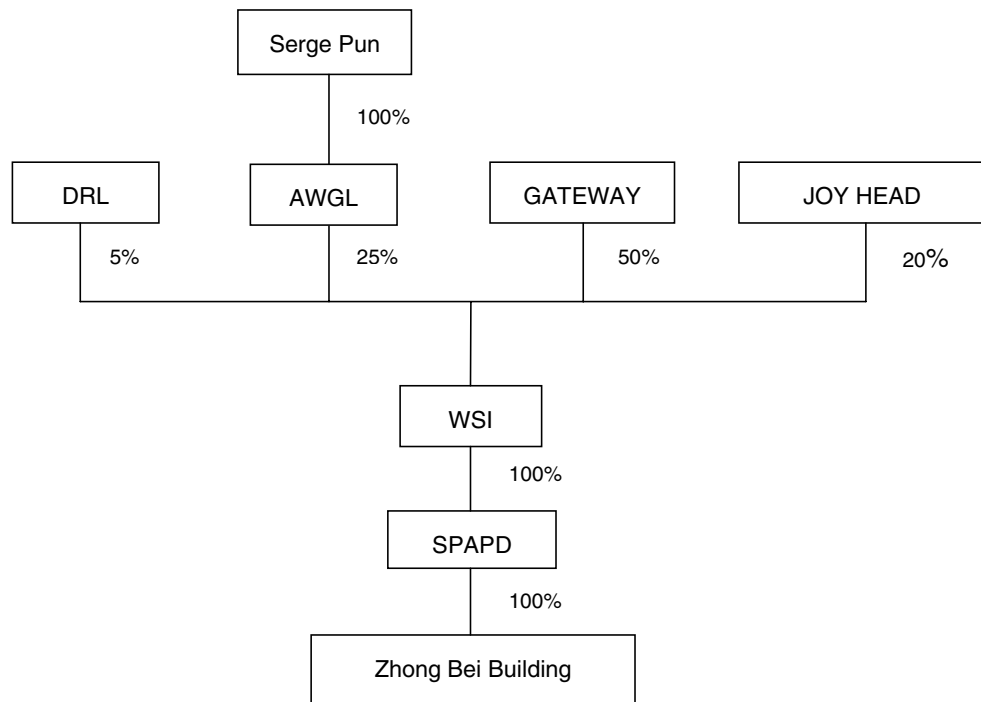 Serge Pun
100%
DRL
AWGL
GATEWAY
JOY HEAD
5%
25%
50%
20%
WSI
100%
SPAPD
100%
Zhong Bei Building